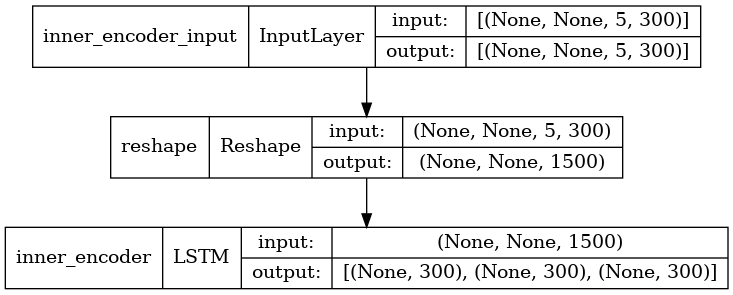 inner_encoder_input InputLayer input: [(None, None, 5, 300)]
output: [(None, None, 5, 300)]
reshape Reshape input: (None, None, 5, 300)
output: (None, None, 1500)
inner_encoder LSTM input: (None, None, 1500)
output: [(None, 300), (None, 300), (None, 300)]